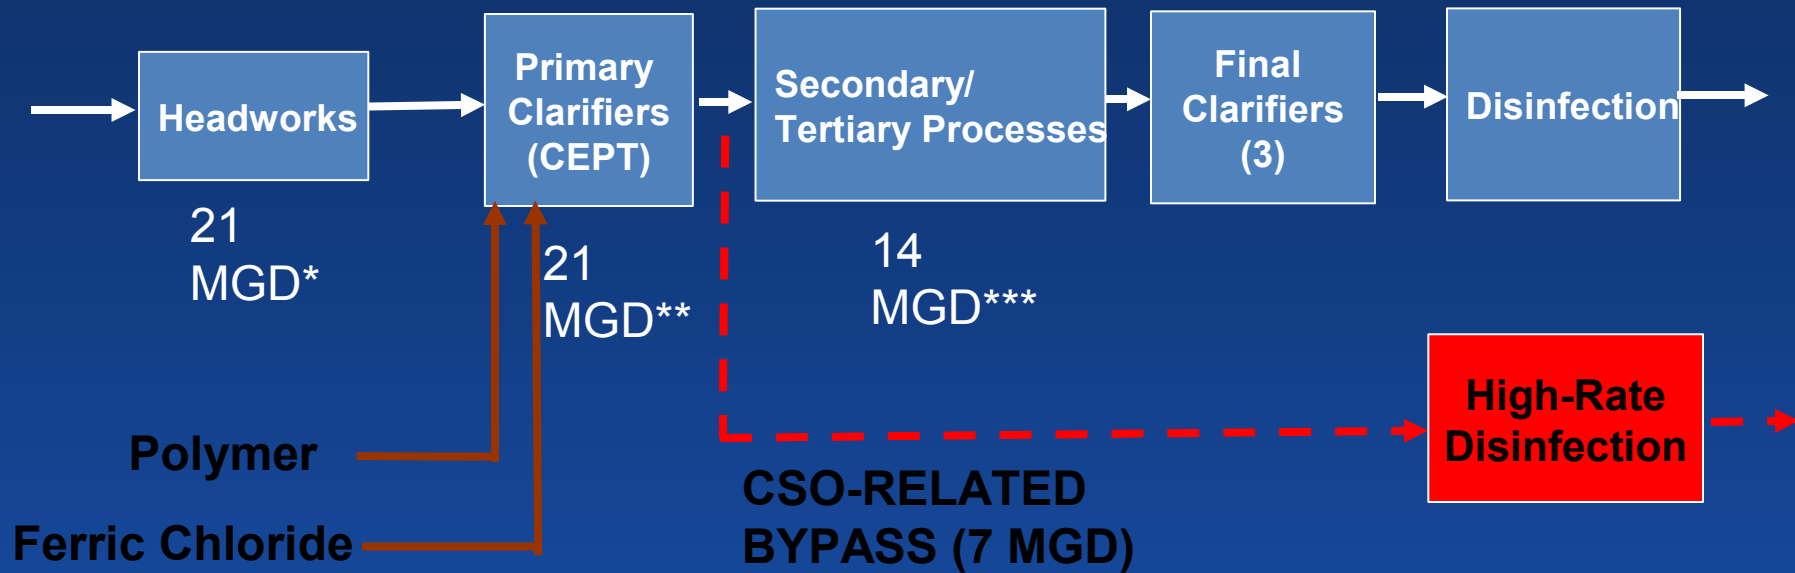 Headworks
Primary
Clarifiers
(CEPT)
Secondary/
Tertiary Processes
Final
Clarifiers
(3)
Disinfection
21
MGD*
21
MGD**
14
MGD***
High-Rate
Disinfection
Polymer
Ferric Chloride
CSO-RELATED
BYPASS (7 MGD)